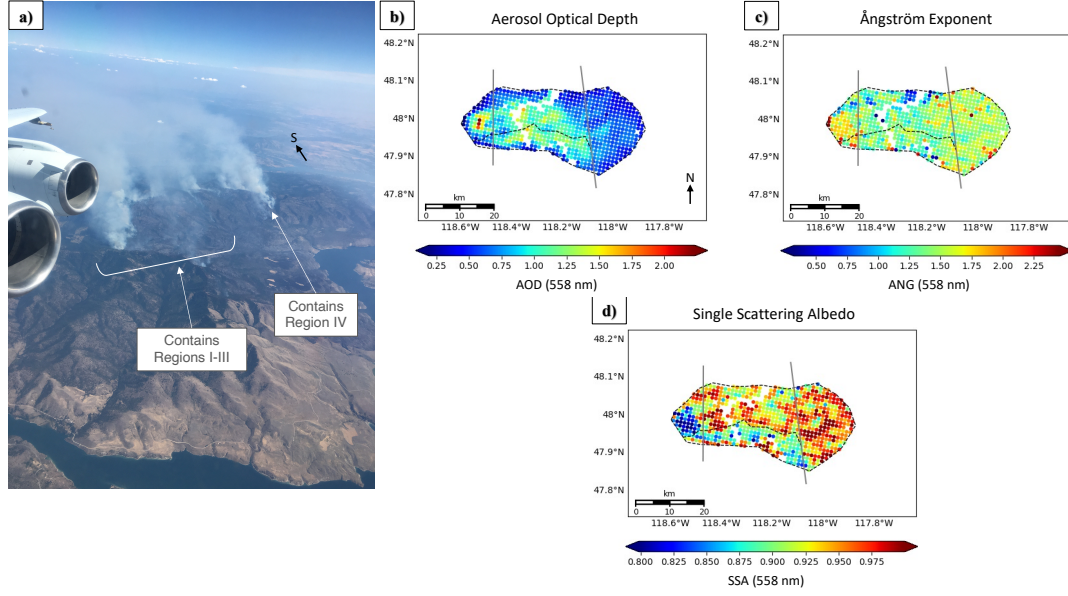 a)
S
Contains
Region IV
Contains
Regions I-III
b)
Aerosol Optical Depth
48.2°N
48.1°N
48°N
47.9°N
47.8°N
km
0 10 20
N
118.6°W 118.4°W 118.2°W 118°W 117.8°W
0.25 0.50 0.75 1.00 1.25 1.50 1.75 2.00
AOD (558 nm)
c)
Ångström Exponent
48.2°N
48.1°N
48°N
47.9°N
47.8°N
km
0 10 20
118.6°W 118.4°W 118.2°W 118°W 117.8°W
0.50 0.75 1.00 1.25 1.50 1.75 2.00 2.25
ANG (558 nm)
d)
Single Scattering Albedo
48.2°N
48.1°N
48°N
47.9°N
47.8°N
km
0 10 20
118.6°W 118.4°W 118.2°W 118°W 117.8°W
0.800 0.825 0.850 0.875 0.900 0.925 0.950 0.975
SSA (558 nm)